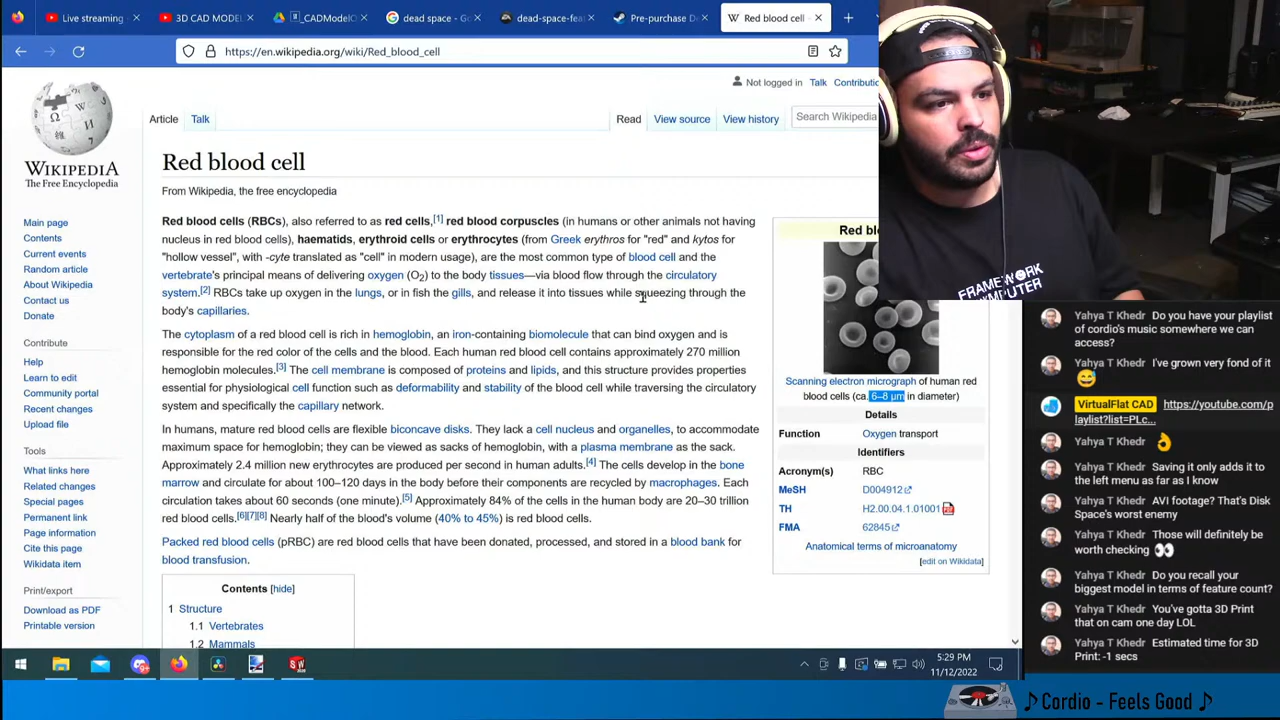 Live streaming -
3D CAD MODEL
_CADModelC
dead space - Go
dead-space-fea
Pre-purchase D
Red blood cell
https://en.wikipedia.org/wiki/Red_blood_cell
Not logged in Talk Contributio
Article Talk Read View source View history Search Wikipedia
WIKIPEDIA
The Free Encyclopedia
Main page
Contents
Current events
Random article
About Wikipedia
Contact us
Donate
Contribute
Help
Learn to edit
Community portal
Recent changes
Upload file
Tools
What links here
Related changes
Special pages
Permanent link
Page information
Cite this page
Wikidata item
Print/export
Download as PDF
Printable version
Red blood cell
From Wikipedia, the free encyclopedia
Red blood cells (RBCs), also referred to as red cells,[1] red blood corpuscles (in humans or other animals not having
nucleus in red blood cells), haematids, erythroid cells or erythrocytes (from Greek erythros for "red" and kytos for
"hollow vessel", with -cyte translated as "cell" in modern usage), are the most common type of blood cell and the
vertebrate's principal means of delivering oxygen (O2) to the body tissues—via blood flow through the circulatory
system.[2] RBCs take up oxygen in the lungs, or in fish the gills, and release it into tissues while squeezing through the
body's capillaries.
The cytoplasm of a red blood cell is rich in hemoglobin, an iron-containing biomolecule that can bind oxygen and is
responsible for the red color of the cells and the blood. Each human red blood cell contains approximately 270 million
hemoglobin molecules.[3] The cell membrane is composed of proteins and lipids, and this structure provides properties
essential for physiological cell function such as deformability and stability of the blood cell while traversing the circulatory
system and specifically the capillary network.
In humans, mature red blood cells are flexible biconcave disks. They lack a cell nucleus and organelles, to accommodate
maximum space for hemoglobin; they can be viewed as sacks of hemoglobin, with a plasma membrane as the sack.
Approximately 2.4 million new erythrocytes are produced per second in human adults.[4] The cells develop in the bone
marrow and circulate for about 100–120 days in the body before their components are recycled by macrophages. Each
circulation takes about 60 seconds (one minute).[5] Approximately 84% of the cells in the human body are 20–30 trillion
red blood cells.[6][7][8] Nearly half of the blood's volume (40% to 45%) is red blood cells.
Packed red blood cells (pRBC) are red blood cells that have been donated, processed, and stored in a blood bank for
blood transfusion.
Contents [hide]
1 Structure
1.1 Vertebrates
1.2 Mammals
Red bl
Scanning electron micrograph of human red
blood cells (ca. 6–8 μm in diameter)
Details
Function Oxygen transport
Identifiers
Acronym(s) RBC
MeSH D004912
TH H2.00.04.1.01001
FMA 62845
Anatomical terms of microanatomy
[edit on Wikidata]
FRAMEWORK
COMPUTER
Yahya T Khedr Do you have your playlist
of cordio's music somewhere we can
access?
Yahya T Khedr I've grown very fond of it
VirtualFlat CAD https://youtube.com/p
laylist?list=PLc...
Yahya T Khedr
Yahya T Khedr Saving it only adds it to
the left menu as far as I know
Yahya T Khedr AVI footage? That's Disk
Space's worst enemy
Yahya T Khedr Those will definitely be
worth checking
Yahya T Khedr Do you recall your
biggest model in terms of feature count?
Yahya T Khedr You've gotta 3D Print
that on cam one day LOL
Yahya T Khedr Estimated time for 3D
Print: -1 secs
5:29 PM
11/12/2022
♪ Cordio - Feels Good ♪